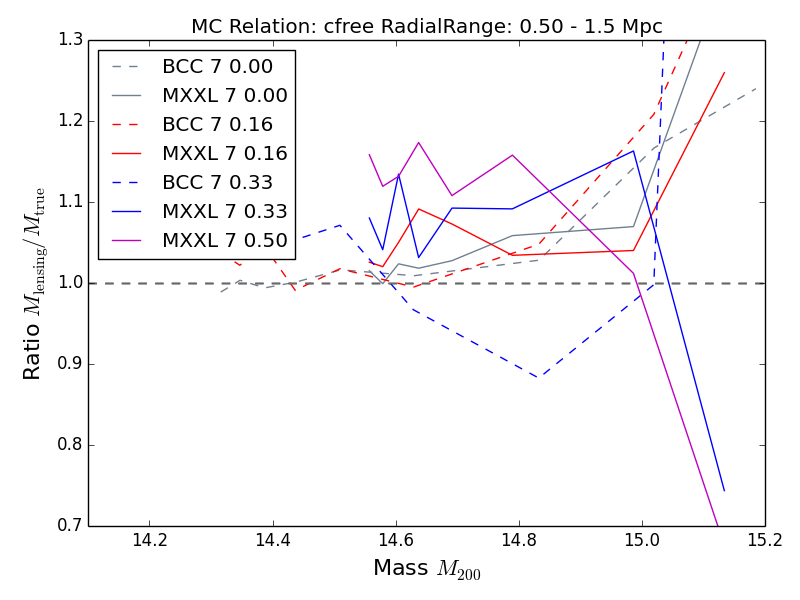 MC Relation: cfree RadialRange: 0.50 - 1.5 Mpc
1.3
1.2
1.1
1.0
0.9
0.8
0.7
Ratio M_lensing/M_true
BCC 7 0.00
MXXL 7 0.00
BCC 7 0.16
MXXL 7 0.16
BCC 7 0.33
MXXL 7 0.33
MXXL 7 0.50
14.2 14.4 14.6 14.8 15.0 15.2
Mass M_200